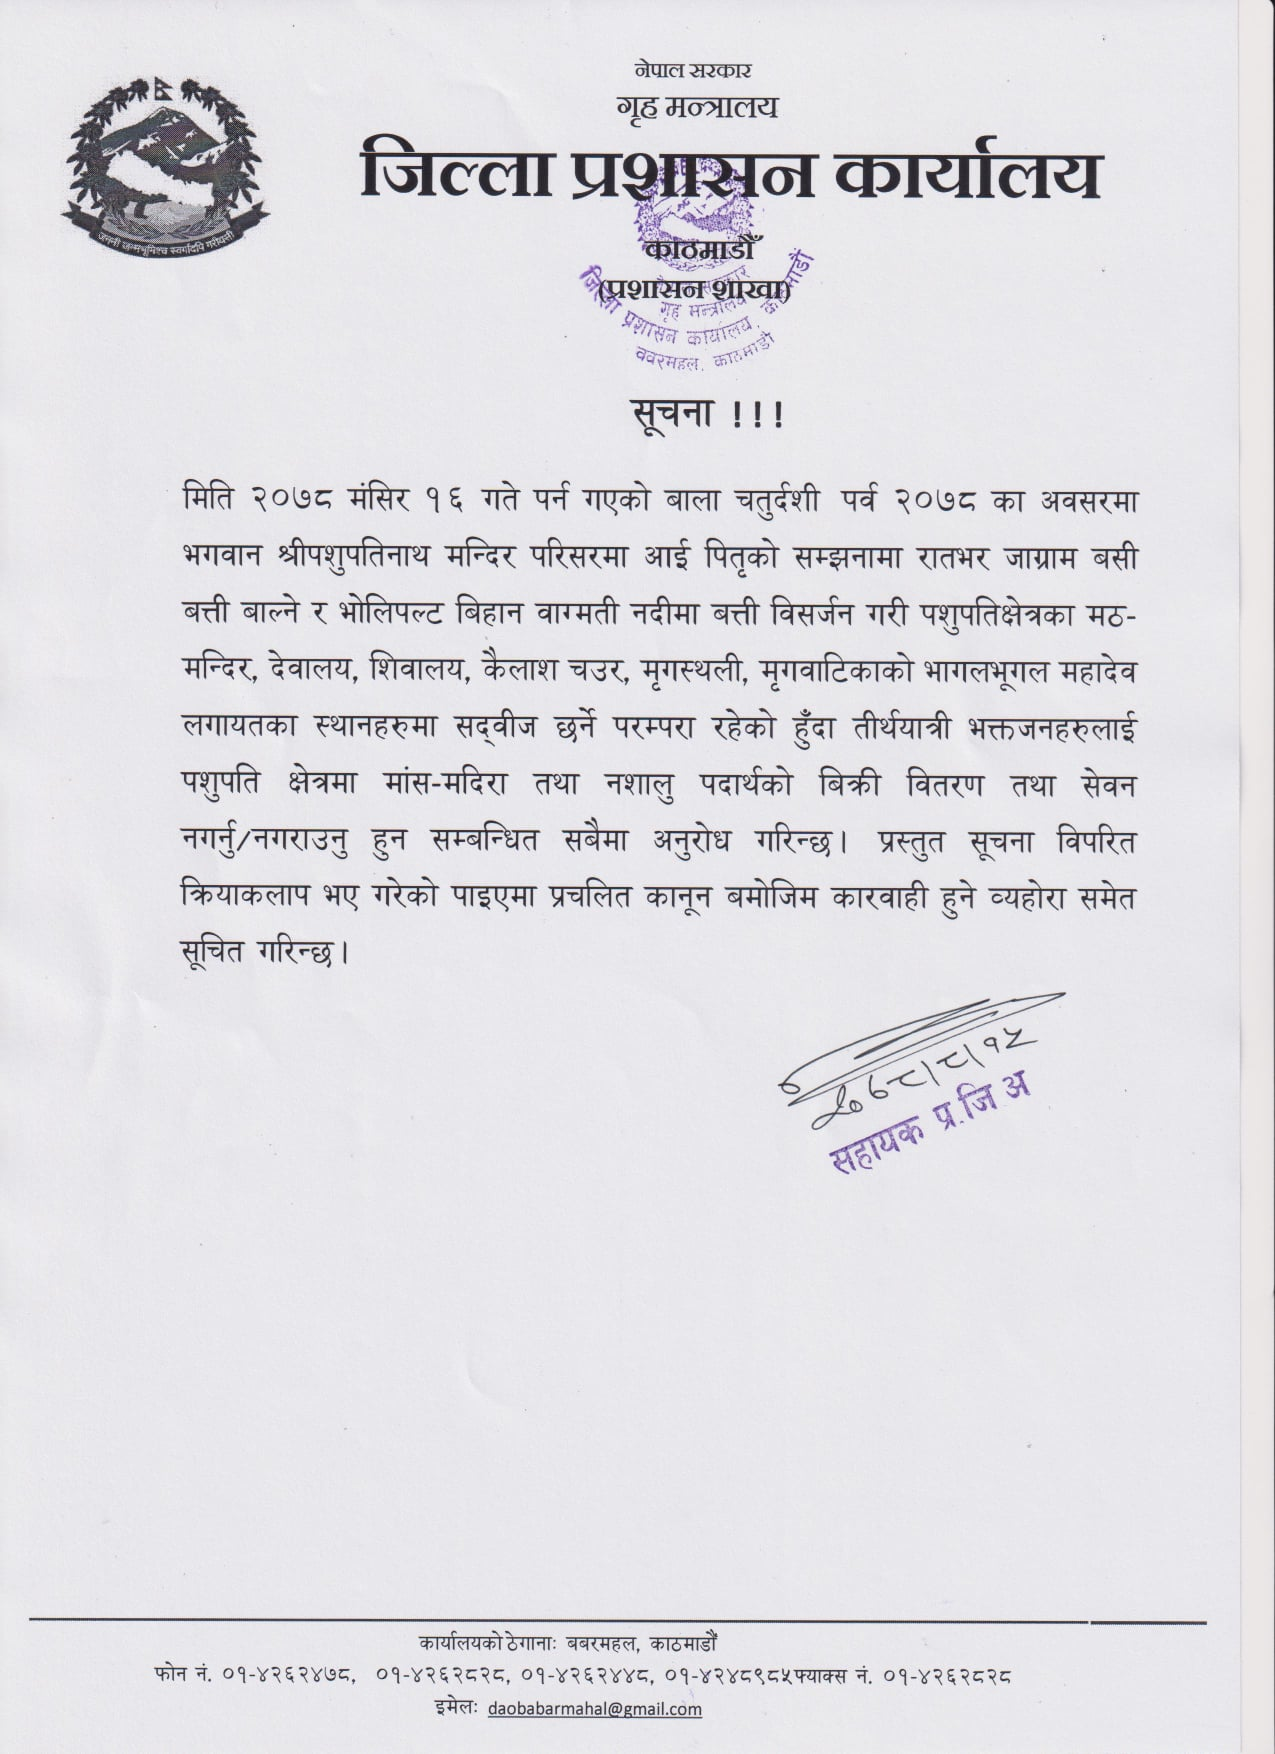 नेपाल सरकार
गृह मन्त्रालय
जिल्ला प्रशासन कार्यालय
काठमाडौँ
(प्रशासन शाखा)
जननी जन्मभूमिश्च स्वर्गादपि गरीयसी
नेपाल सरकार
गृह मन्त्रालय
जिल्ला प्रशासन कार्यालय, काठमाडौं
बबरमहल, काठमाडौं
सूचना !!!
मिति २०७८ मंसिर १६ गते पर्न गएको बाला चतुर्दशी पर्व २०७८ का अवसरमा
भगवान श्रीपशुपतिनाथ मन्दिर परिसरमा आई पितृको सम्झनामा रातभर जाग्राम बसी
बत्ती बाल्ने र भोलिपल्ट बिहान वाग्मती नदीमा बत्ती विसर्जन गरी पशुपतिक्षेत्रका मठ-
मन्दिर, देवालय, शिवालय, कैलाश चउर, मृगस्थली, मृगवाटिकाको भागलभूगल महादेव
लगायतका स्थानहरुमा सद्वीज छर्ने परम्परा रहेको हुँदा तीर्थयात्री भक्तजनहरुलाई
पशुपति क्षेत्रमा मांस-मदिरा तथा नशालु पदार्थको बिक्री वितरण तथा सेवन
नगर्नु/नगराउनु हुन सम्बन्धित सबैमा अनुरोध गरिन्छ। प्रस्तुत सूचना विपरित
क्रियाकलाप भए गरेको पाइएमा प्रचलित कानून बमोजिम कारवाही हुने व्यहोरा समेत
सूचित गरिन्छ।
२०७८/८/१५
सहायक प्र.जि.अ
कार्यालयको ठेगानाः बबरमहल, काठमाडौं
फोन नं. ०१-४२६२४७८, ०१-४२६२८२८, ०१-४२६२४४८, ०१-४२४८९८५फ्याक्स नं. ०१-४२६२८२८
इमेलः daobabarmahal@gmail.com